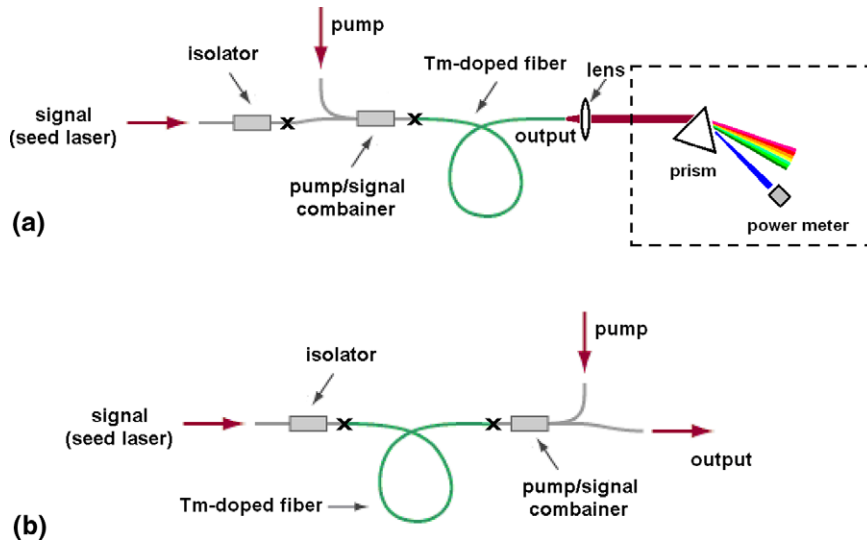 pump
isolator
Tm-doped fiber
lens
signal
(seed laser)
output
prism
pump/signal
combainer
power meter
(a)
pump
isolator
signal
(seed laser)
output
Tm-doped fiber
pump/signal
combainer
(b)